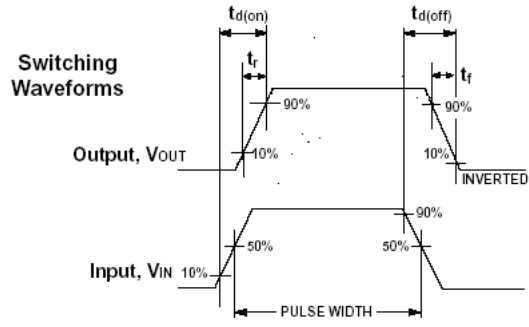 td(on)
td(off)
Switching
Waveforms
tr
tf
90%
90%
Output, VOUT
10%
10%
INVERTED
90%
50%
50%
Input, VIN
10%
PULSE WIDTH